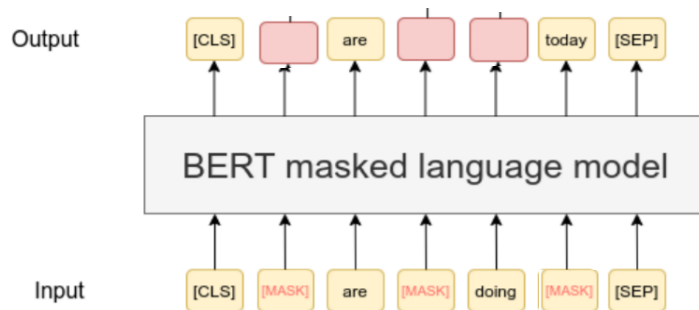 Output [CLS] are today [SEP]
BERT masked language model
Input [CLS] [MASK] are [MASK] doing [MASK] [SEP]